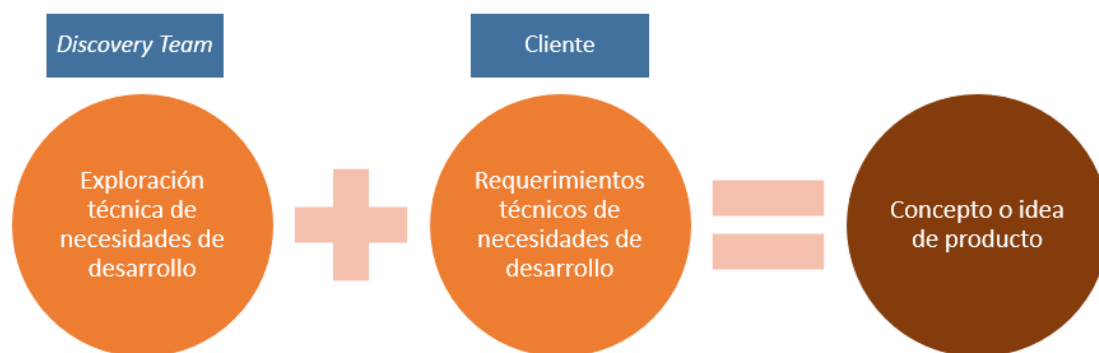 Discovery Team
Exploración
técnica de
necesidades de
desarrollo
Cliente
Requerimientos
técnicos de
necesidades de
desarrollo
Concepto o idea
de producto